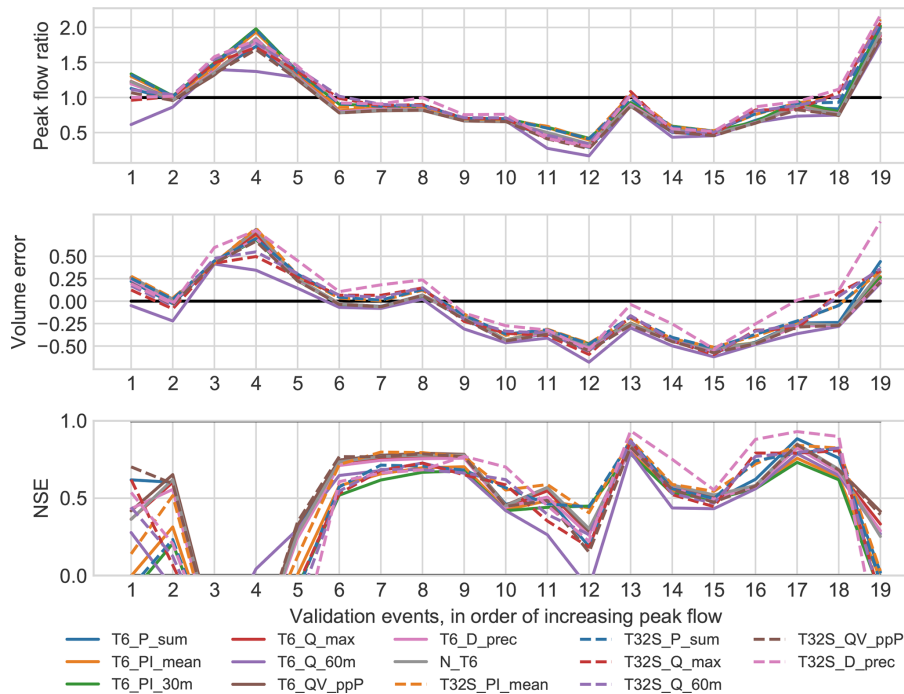 Peak flow ratio
2.0
1.5
1.0
0.5
1 2 3 4 5 6 7 8 9 10 11 12 13 14 15 16 17 18 19
Volume error
0.50
0.25
0.00
−0.25
−0.50
1 2 3 4 5 6 7 8 9 10 11 12 13 14 15 16 17 18 19
NSE
1.0
0.5
0.0
1 2 3 4 5 6 7 8 9 10 11 12 13 14 15 16 17 18 19
Validation events, in order of increasing peak flow
T6_P_sum T6_Q_max T6_D_prec T32S_P_sum T32S_QV_ppP
T6_PI_mean T6_Q_60m N_T6 T32S_Q_max T32S_D_prec
T6_PI_30m T6_QV_ppP T32S_PI_mean T32S_Q_60m